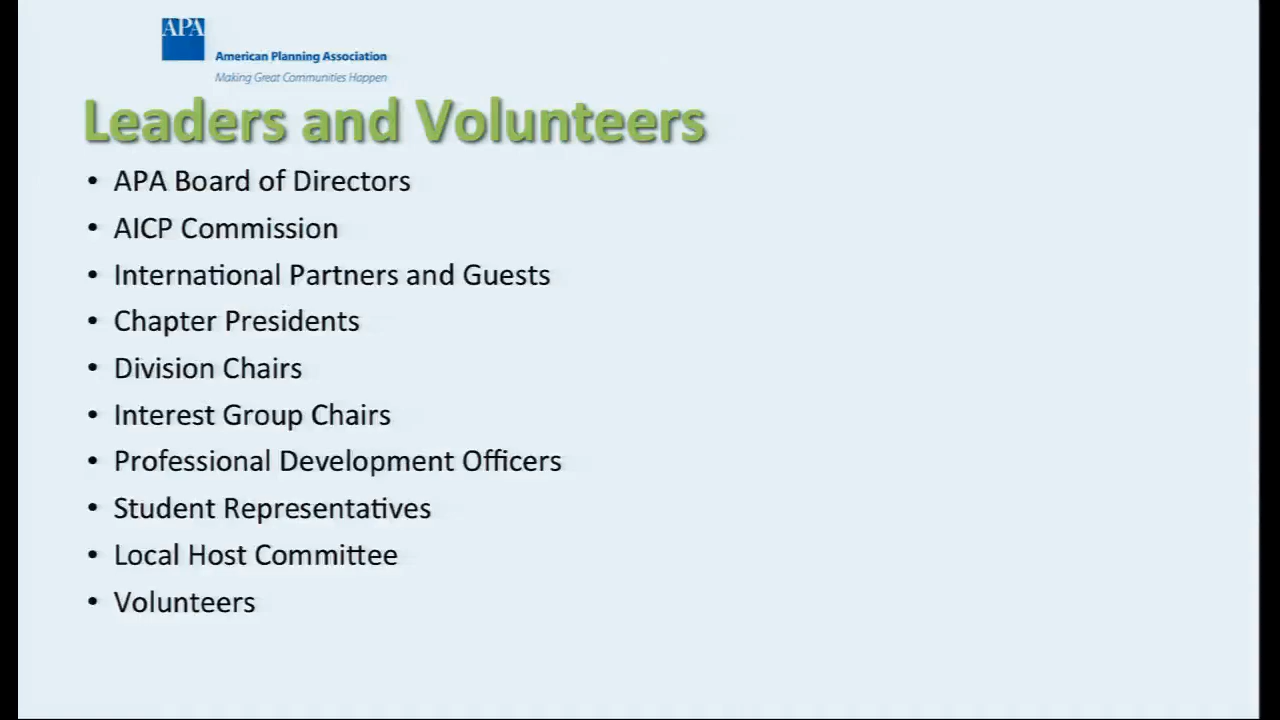 APA
American Planning Association
Making Great Communities Happen
Leaders and Volunteers
• APA Board of Directors
• AICP Commission
• International Partners and Guests
• Chapter Presidents
• Division Chairs
• Interest Group Chairs
• Professional Development Officers
• Student Representatives
• Local Host Committee
• Volunteers